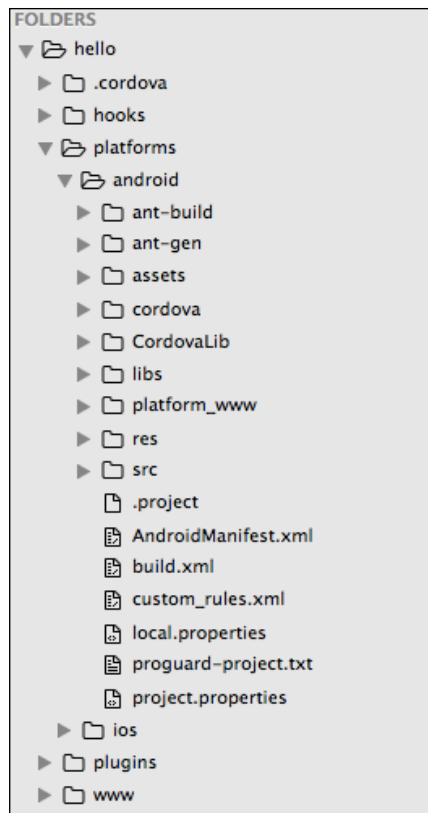 FOLDERS
hello
.cordova
hooks
platforms
android
ant-build
ant-gen
assets
cordova
CordovaLib
libs
platform_www
res
src
.project
AndroidManifest.xml
build.xml
custom_rules.xml
local.properties
proguard-project.txt
project.properties
ios
plugins
www